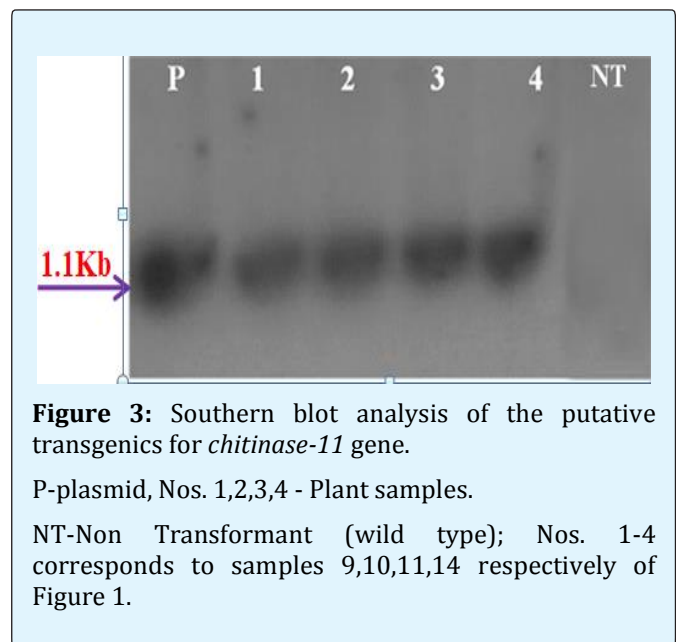 P 1 2 3 4 NT
1.1Kb
Figure 3: Southern blot analysis of the putative
transgenics for chitinase-11 gene.
P-plasmid, Nos. 1,2,3,4 - Plant samples.
NT-Non Transformant (wild type); Nos. 1-4
corresponds to samples 9,10,11,14 respectively of
Figure 1.